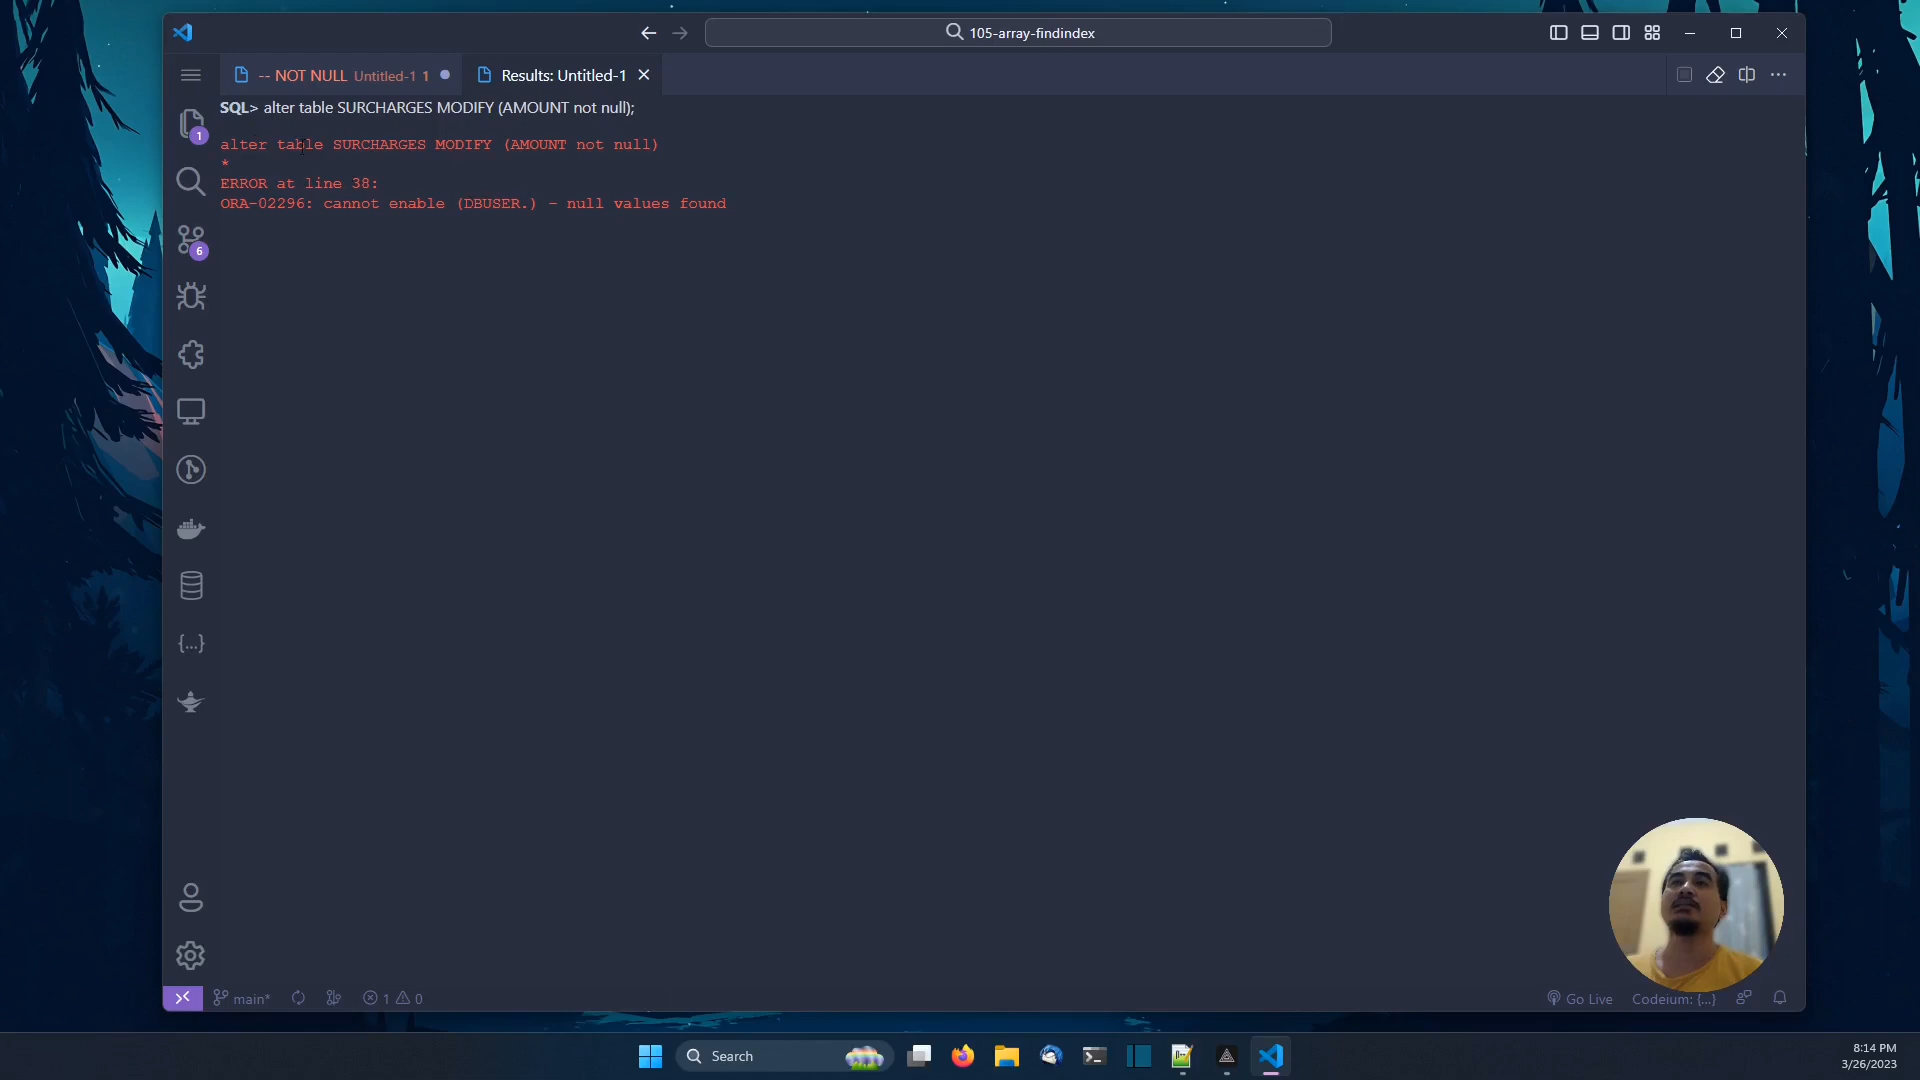 105-array-findindex
-- NOT NULL Untitled-1 1
Results: Untitled-1
SQL> alter table SURCHARGES MODIFY (AMOUNT not null);
alter table SURCHARGES MODIFY (AMOUNT not null)
*
ERROR at line 38:
ORA-02296: cannot enable (DBUSER.) - null values found
1
6
{...}
main*
1
0
Go Live
Codeium: {...}
Search
8:14 PM
3/26/2023